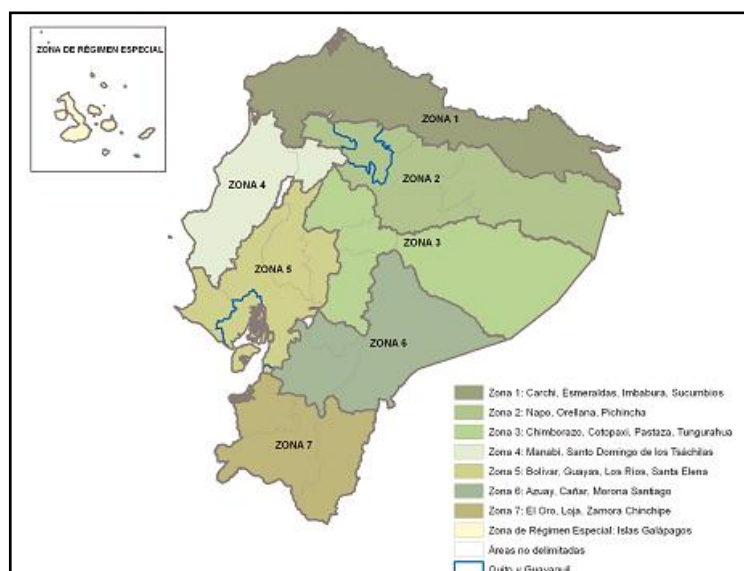 ZONA DE RÉGIMEN ESPECIAL
ZONA 1
ZONA 2
ZONA 4
ZONA 3
ZONA 5
ZONA 6
ZONA 7
Zona 1: Carchi, Esmeraldas, Imbabura, Sucumbios
Zona 2: Napo, Orellana, Pichincha
Zona 3: Chimborazo, Cotopaxi, Pastaza, Tungurahua
Zona 4: Manabí, Santo Domingo de los Tsáchilas
Zona 5: Bolívar, Guayas, Los Ríos, Santa Elena
Zona 6: Azuay, Cañar, Morona Santiago
Zona 7: El Oro, Loja, Zamora Chinchipe
Zona de Régimen Especial: Islas Galápagos
Áreas no delimitadas
Quito y Guayaquil